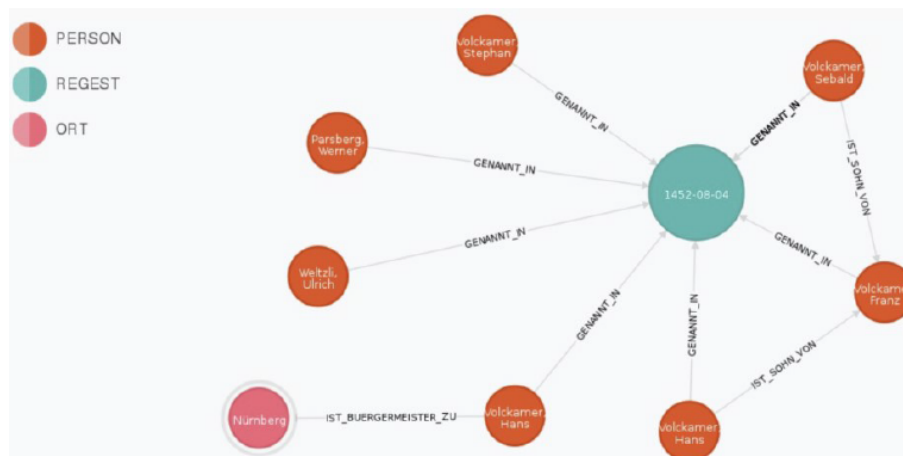 PERSON
REGEST
ORT
Volckamer,
Stephan
Volckamer,
Sebald
Parsberg,
Werner
GENANNT_IN
GENANNT_IN
GENANNT_IN
IST_SOHN_VON
1452-08-04
Weltzli,
Ulrich
GENANNT_IN
GENANNT_IN
Volckame
Franz
GENANNT_IN
GENANNT_IN
IST_SOHN_VON
Nürnberg
IST_BUERGERMEISTER_ZU
Volckamer,
Hans
Volckamer,
Hans